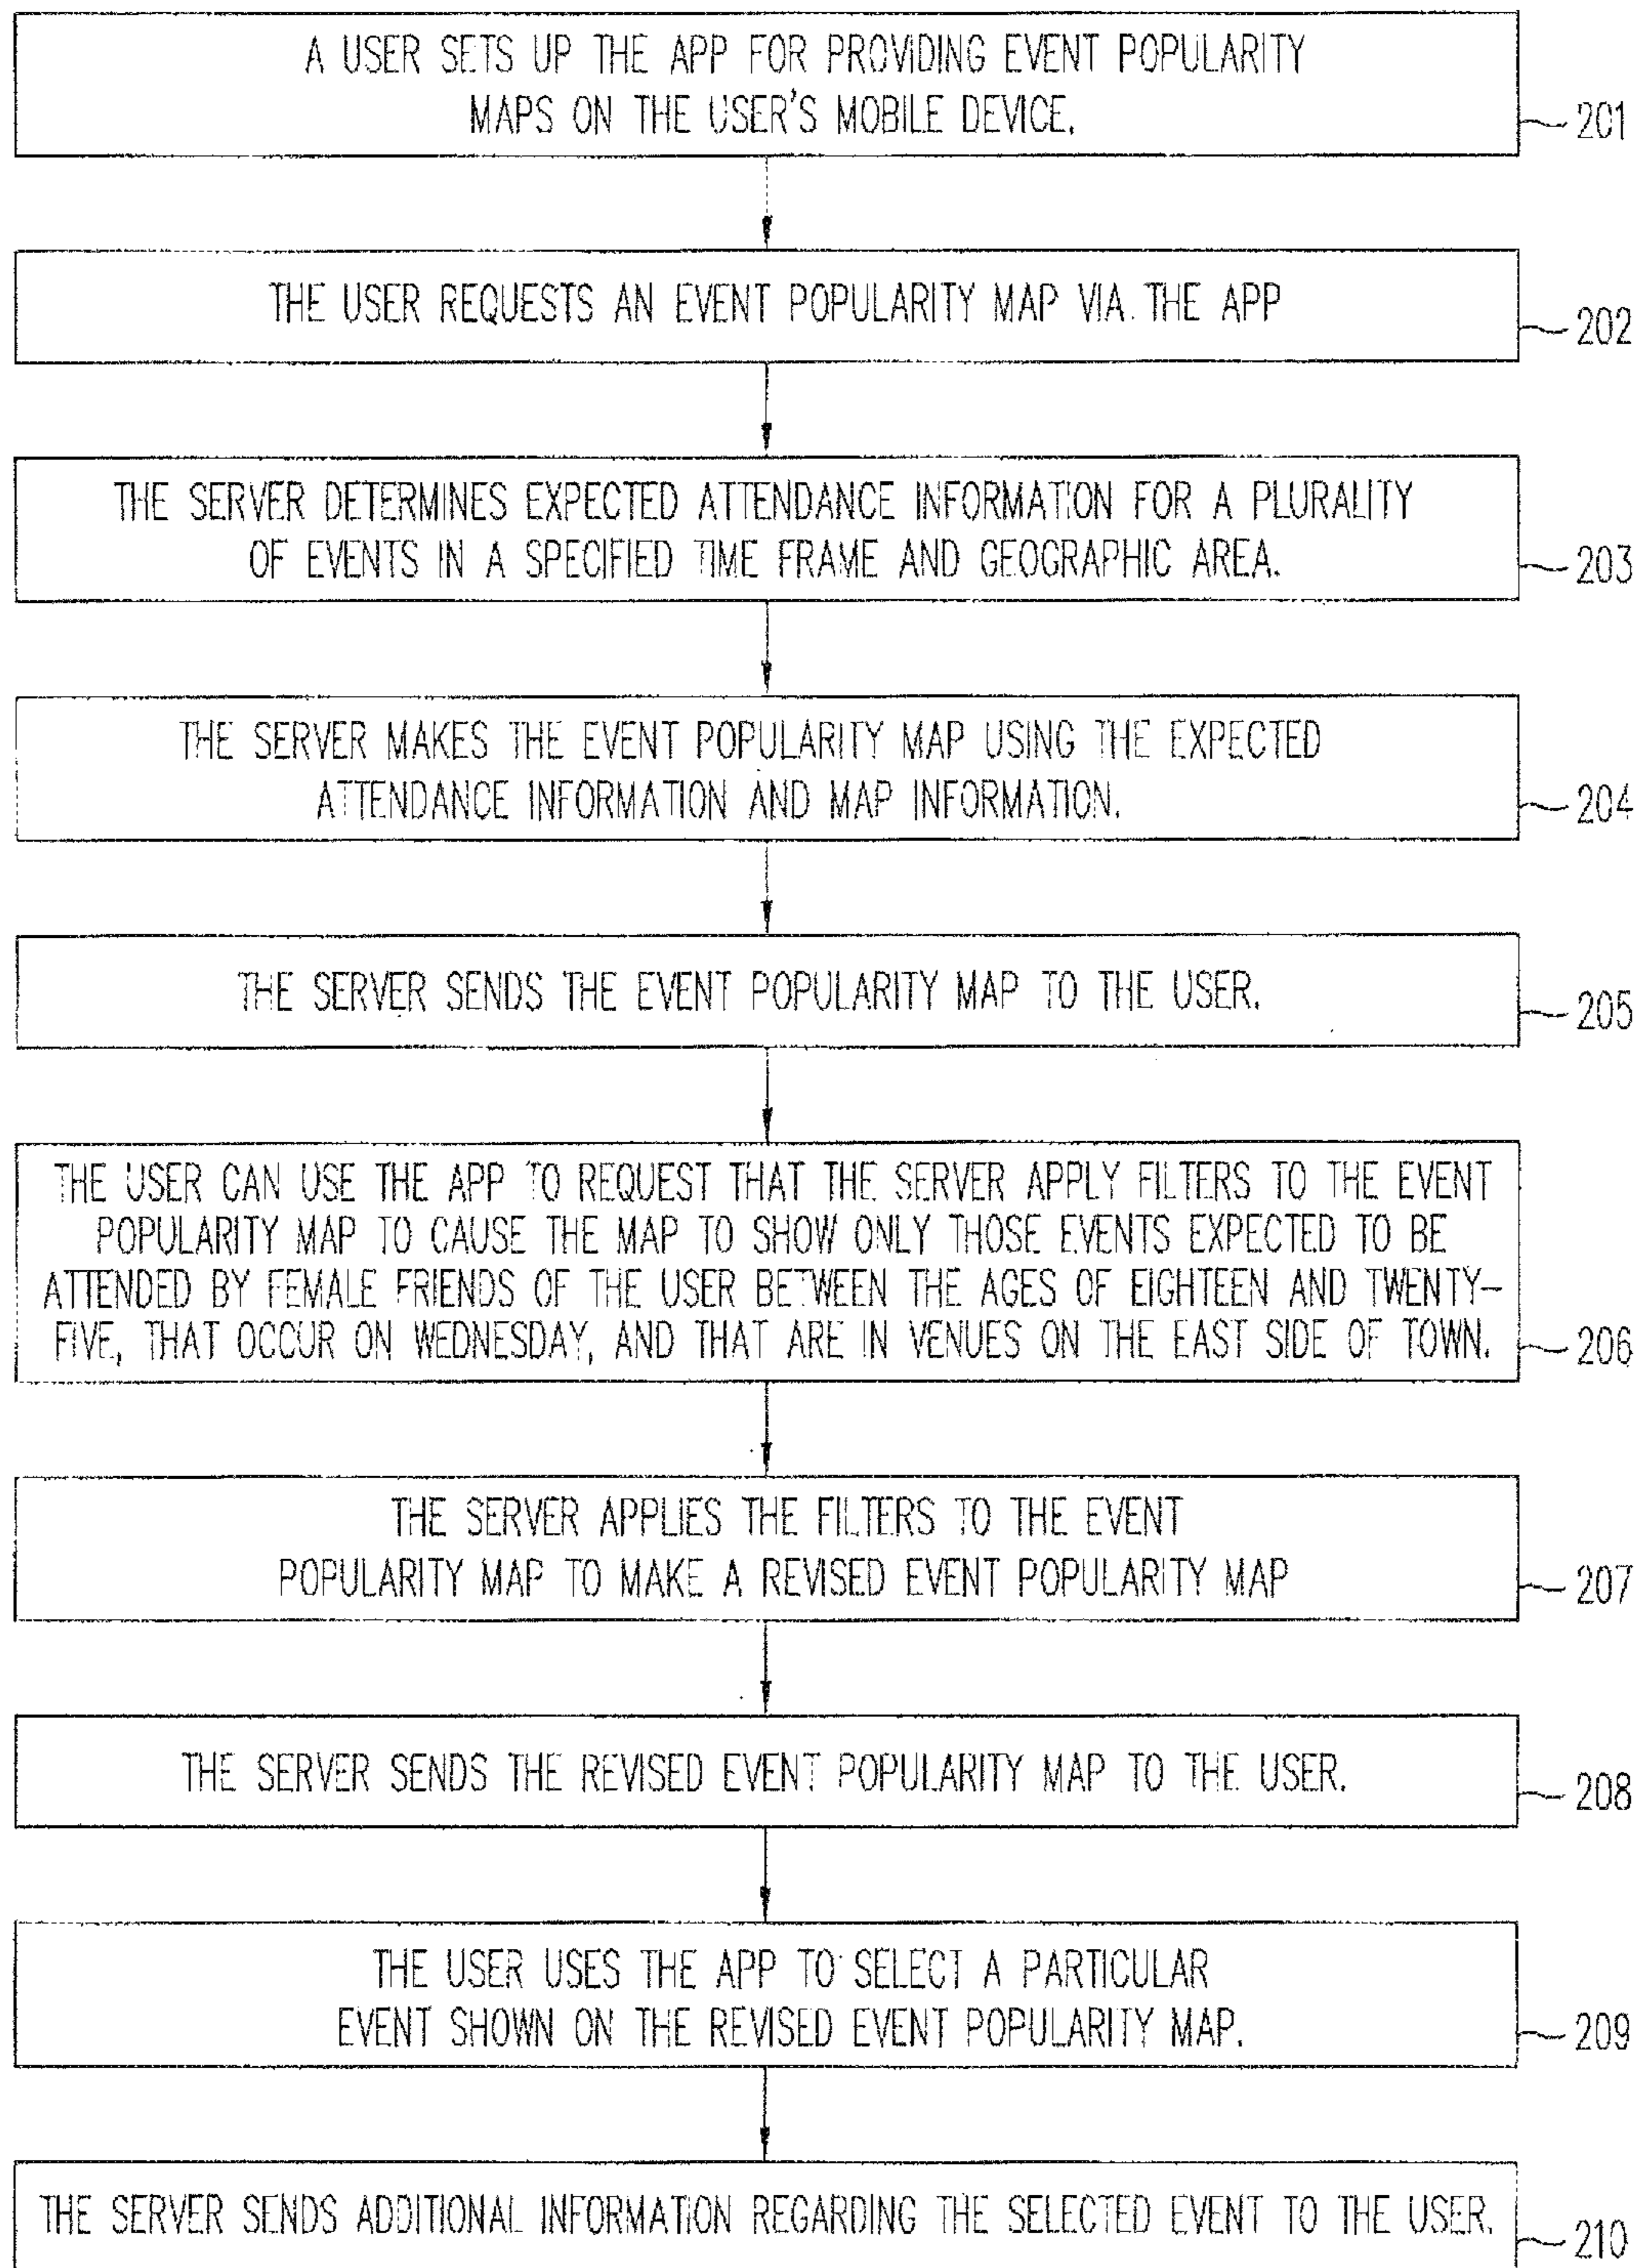 A USER SETS UP THE APP FOR PROVIDING EVENT POPULARITY
MAPS ON THE USER'S MOBILE DEVICE.
201
THE USER REQUESTS AN EVENT POPULARITY MAP VIA THE APP
202
THE SERVER DETERMINES EXPECTED ATTENDANCE INFORMATION FOR A PLURALITY
OF EVENTS IN A SPECIFIED TIME FRAME AND GEOGRAPHIC AREA.
203
THE SERVER MAKES THE EVENT POPULARITY MAP USING THE EXPECTED
ATTENDANCE INFORMATION AND MAP INFORMATION.
204
THE SERVER SENDS THE EVENT POPULARITY MAP TO THE USER.
205
THE USER CAN USE THE APP TO REQUEST THAT THE SERVER APPLY FILTERS TO THE EVENT
POPULARITY MAP TO CAUSE THE MAP TO SHOW ONLY THOSE EVENTS EXPECTED TO BE
ATTENDED BY FEMALE FRIENDS OF THE USER BETWEEN THE AGES OF EIGHTEEN AND TWENTY-
FIVE, THAT OCCUR ON WEDNESDAY, AND THAT ARE IN VENUES ON THE EAST SIDE OF TOWN.
206
THE SERVER APPLIES THE FILTERS TO THE EVENT
POPULARITY MAP TO MAKE A REVISED EVENT POPULARITY MAP
207
THE SERVER SENDS THE REVISED EVENT POPULARITY MAP TO THE USER.
208
THE USER USES THE APP TO SELECT A PARTICULAR
EVENT SHOWN ON THE REVISED EVENT POPULARITY MAP.
209
THE SERVER SENDS ADDITIONAL INFORMATION REGARDING THE SELECTED EVENT TO THE USER.
210